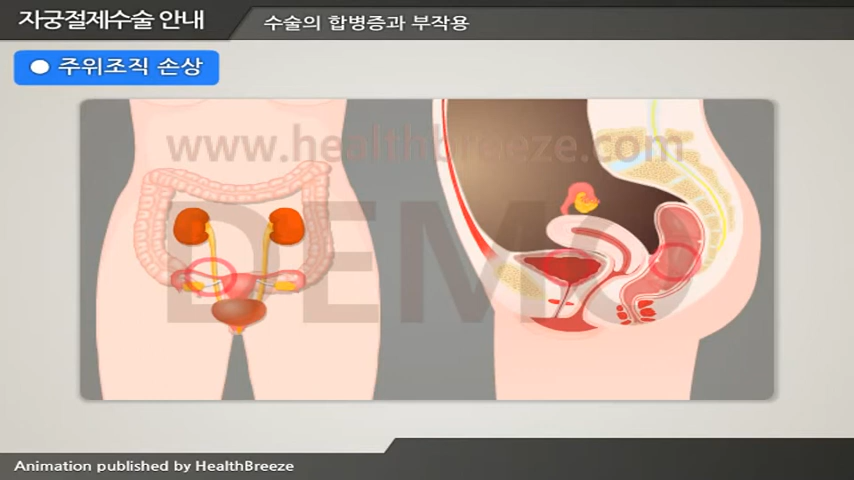 자궁절제수술 안내
수술의 합병증과 부작용
주위조직 손상
www.healthbreeze.com
DEMO
Animation published by HealthBreeze